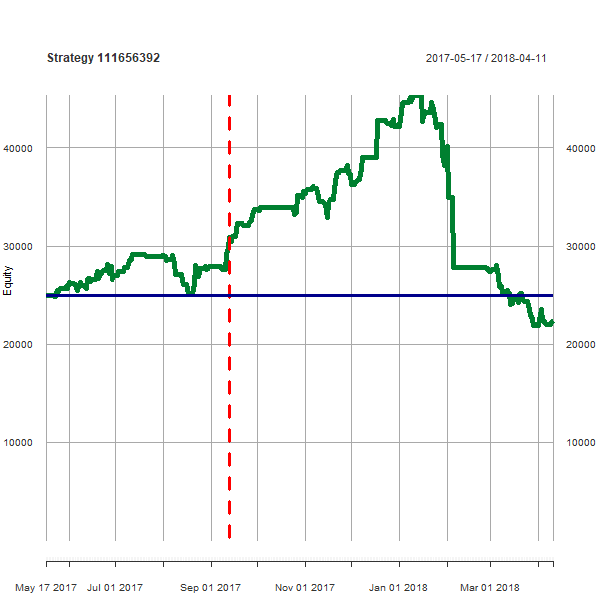 Strategy 111656392 2017-05-17 / 2018-04-11
40000 40000
30000 30000
Equity
20000 20000
10000 10000
May 17 2017 Jul 01 2017 Sep 01 2017 Nov 01 2017 Jan 01 2018 Mar 01 2018